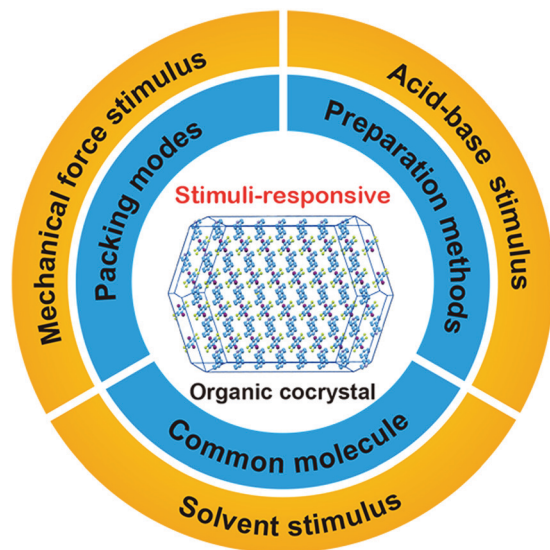 Mechanical force stimulus
Acid-base stimulus
Packing modes
Preparation methods
Stimuli-responsive
Organic cocrystal
Common molecule
Solvent stimulus